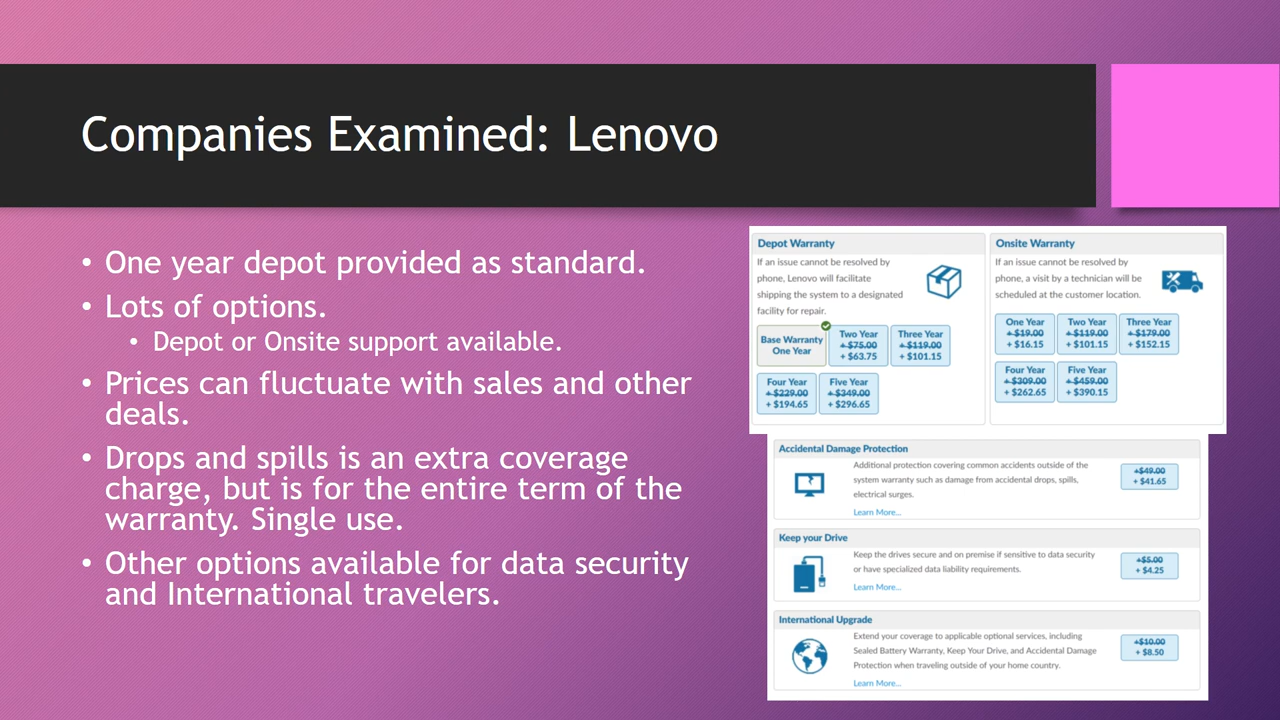 Companies Examined: Lenovo
• One year depot provided as standard.
• Lots of options.
• Depot or Onsite support available.
• Prices can fluctuate with sales and other
deals.
• Drops and spills is an extra coverage
charge, but is for the entire term of the
warranty. Single use.
• Other options available for data security
and International travelers.
Depot Warranty
If an issue cannot be resolved by
phone, Lenovo will facilitate
shipping the system to a designated
facility for repair.
Base Warranty
One Year
Two Year
+ $75.00
+ $63.75
Three Year
+ $119.00
+ $101.15
Four Year
+ $229.00
+ $194.65
Five Year
+ $349.00
+ $296.65
Onsite Warranty
If an issue cannot be resolved by
phone, a visit by a technician will be
scheduled at the customer location.
One Year
+ $19.00
+ $16.15
Two Year
+ $119.00
+ $101.15
Three Year
+ $179.00
+ $152.15
Four Year
+ $309.00
+ $262.65
Five Year
+ $459.00
+ $390.15
Accidental Damage Protection
Additional protection covering common accidents outside of the
system warranty such as damage from accidental drops, spills,
electrical surges.
Learn More...
+ $49.00
+ $41.65
Keep your Drive
Keep the drives secure and on premise if sensitive to data security
or have specialized data liability requirements.
Learn More...
+ $5.00
+ $4.25
International Upgrade
Extend your coverage to applicable optional services, including
Sealed Battery Warranty, Keep Your Drive, and Accidental Damage
Protection when traveling outside of your home country.
Learn More...
+ $10.00
+ $8.50